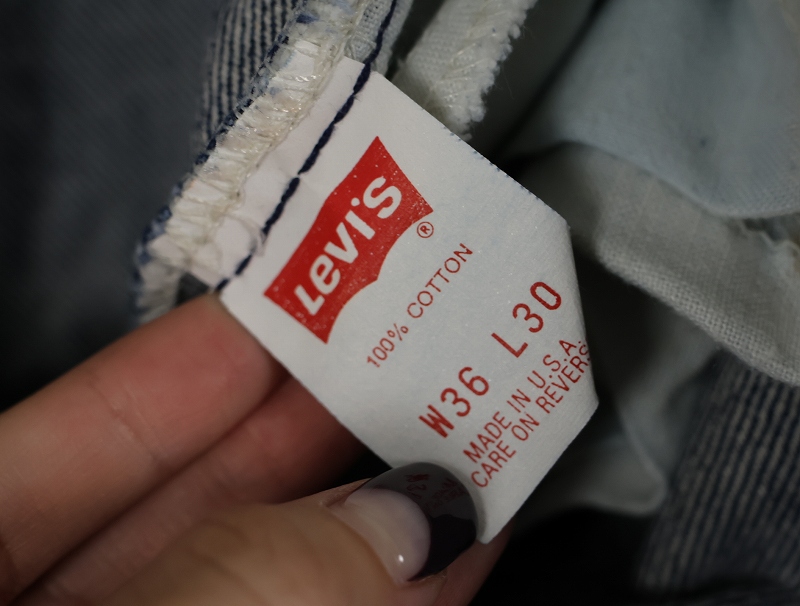 Levi's
®
100% COTTON
W36 L30
MADE IN U.S.A.
CARE ON REVERS